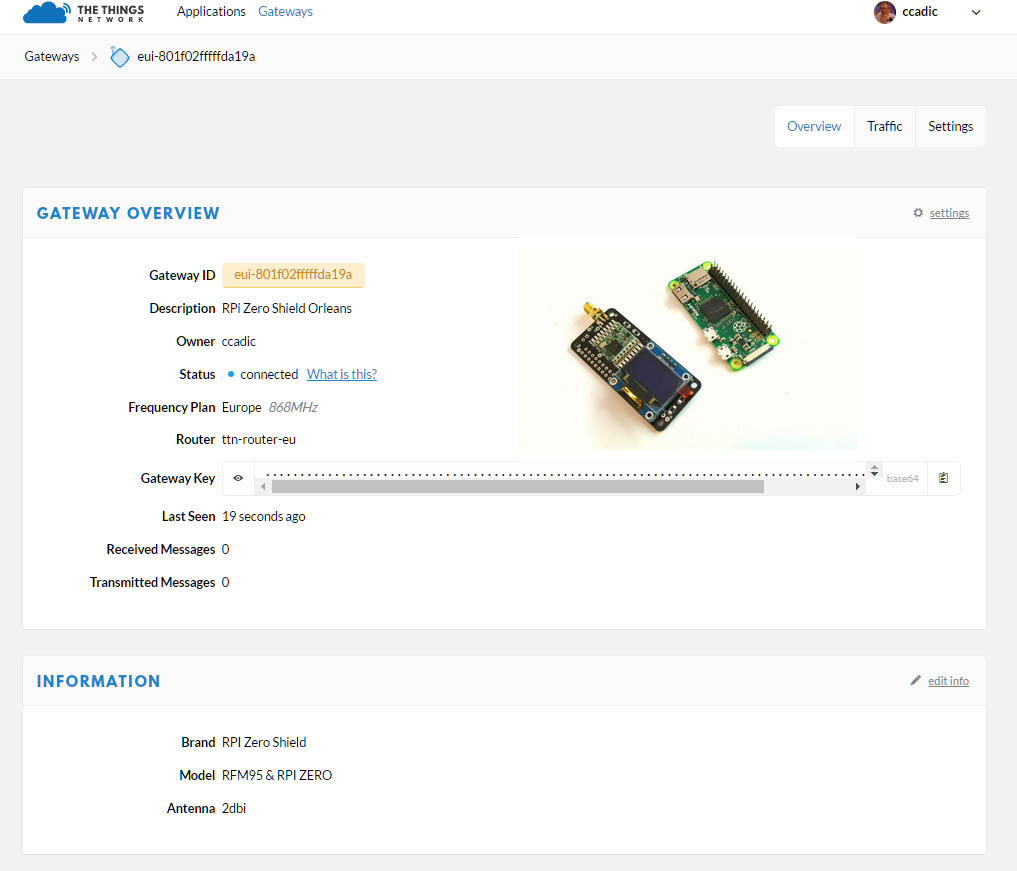 THE THINGS
NETWORK
Applications Gateways
ccadic
Gateways eui-801f02fffffda19a
Overview Traffic Settings
GATEWAY OVERVIEW
settings
Gateway ID eui-801f02fffffda19a
Description RPi Zero Shield Orleans
Owner ccadic
Status connected What is this?
Frequency Plan Europe 868MHz
Router ttn-router-eu
Gateway Key base64
Last Seen 19 seconds ago
Received Messages 0
Transmitted Messages 0
INFORMATION
edit info
Brand RPI Zero Shield
Model RFM95 & RPI ZERO
Antenna 2dbi